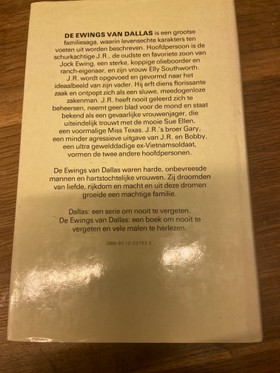 DE EWINGS VAN DALLAS is een grootse
familiesaga, waarin levensechte karakters ten
voeten uit worden beschreven. Hoofdpersoon is de
schurkachtige J.R., de oudste en favoriete zoon van
Jock Ewing, een sterke, koppige olieboorder en
ranch-eigenaar, en zijn vrouw Elly Southworth.
J.R. wordt opgevoed en gevormd naar het
ideaalbeeld van zijn vader. Hij erft diens florissante
zaak en ontpopt zich als een sluwe, meedogenloze
zakenman. J.R. heeft nooit geleerd zich te
beheersen, neemt geen blad voor de mond en staat
bekend als een gevaarlijke vrouwenjager, die
uiteindelijk trouwt met de mooie Sue Ellen,
een voormalige Miss Texas. J.R.'s broer Gary,
een minder agressieve uitgave van J.R. en Bobby,
een ultra gewelddadige ex-Vietnamsoldaat,
vormen de twee andere hoofdpersonen.
De Ewings van Dallas waren harde, onbevreesde
mannen en hartstochtelijke vrouwen. Zij droomden
van liefde, rijkdom en macht en uit deze dromen
groeide een machtige familie.
Dallas: een serie om nooit te vergeten.
De Ewings van Dallas: een boek om nooit te
vergeten en vele malen te herlezen.